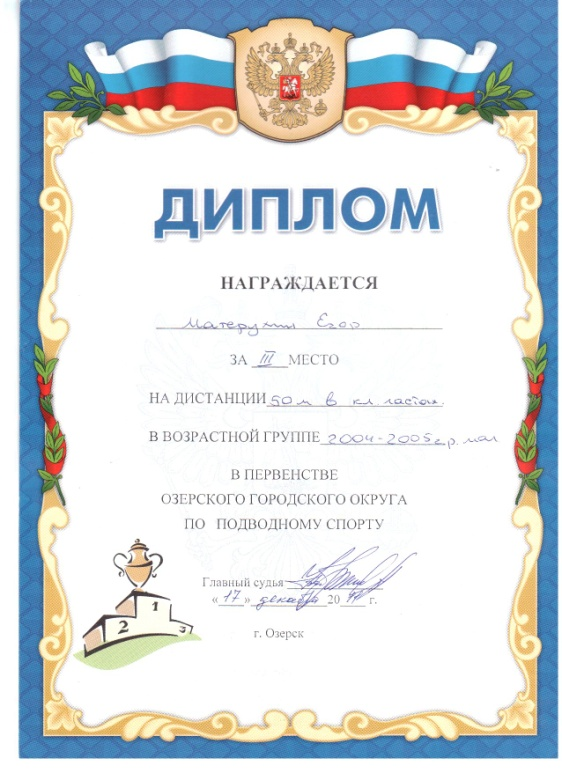 ДИПЛОМ
НАГРАЖДАЕТСЯ
Матерухин Егор
ЗА III МЕСТО
НА ДИСТАНЦИИ 50 м в кл. ластах.
В ВОЗРАСТНОЙ ГРУППЕ 2004-2005 г.р. мал
В ПЕРВЕНСТВЕ
ОЗЕРСКОГО ГОРОДСКОГО ОКРУГА
ПО ПОДВОДНОМУ СПОРТУ
1
2
3
Главный судья
« 17 » декабря 20 г.
г. Озерск